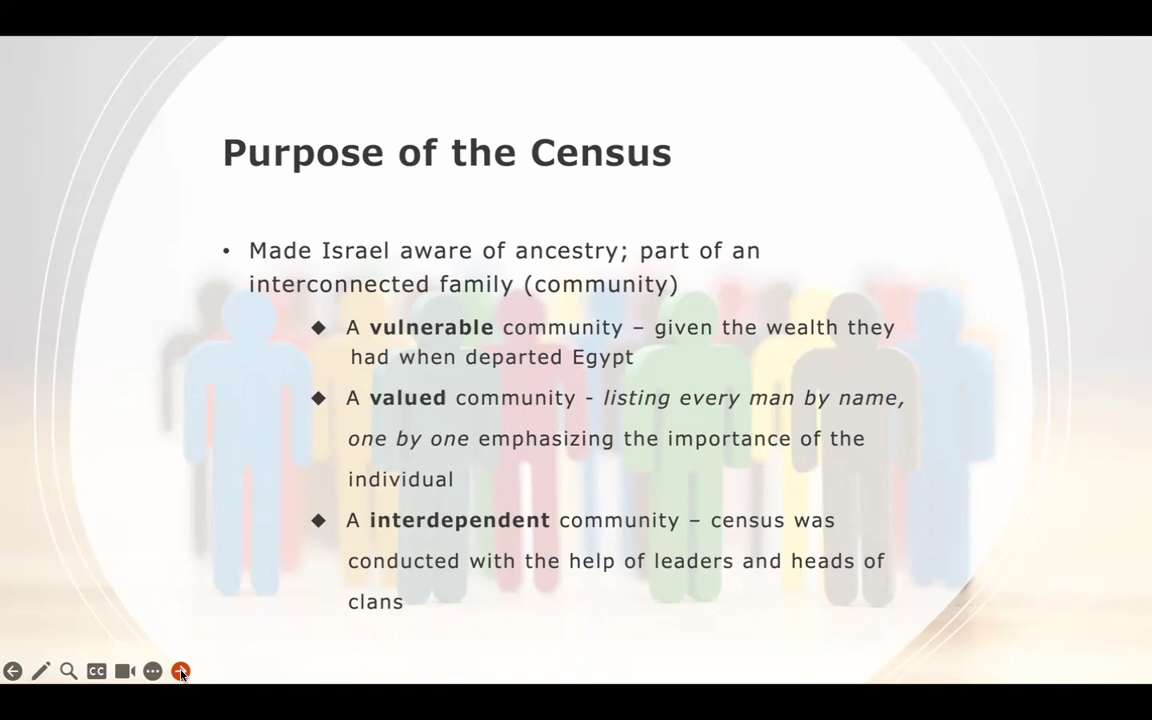 Purpose of the Census
• Made Israel aware of ancestry; part of an
interconnected family (community)
◆ A vulnerable community – given the wealth they
had when departed Egypt
◆ A valued community - listing every man by name,
one by one emphasizing the importance of the
individual
◆ A interdependent community – census was
conducted with the help of leaders and heads of
clans
CC